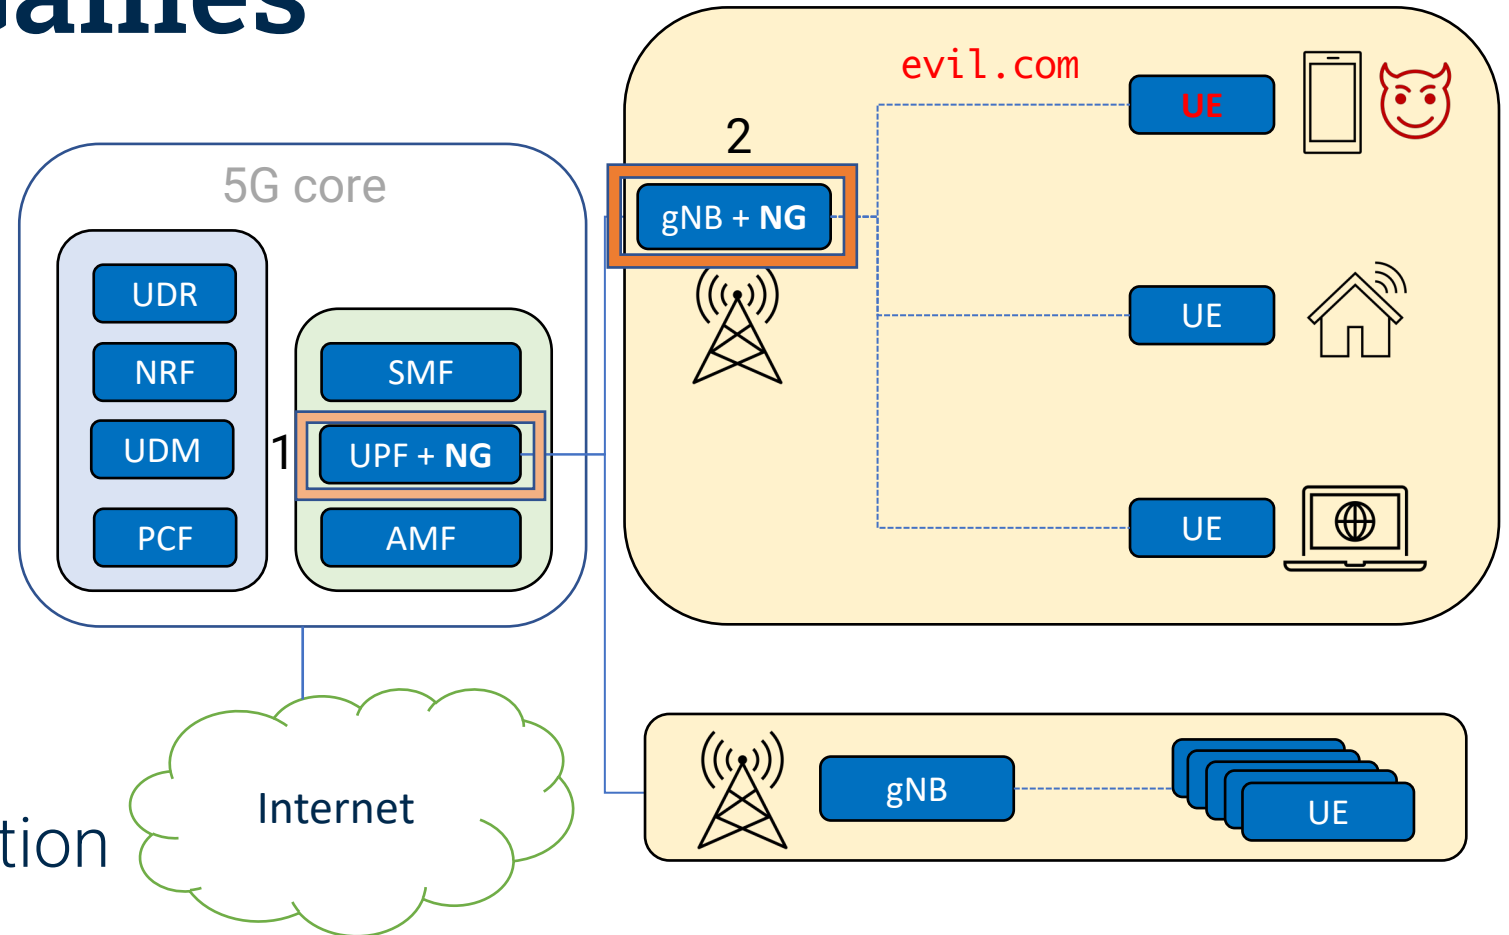 evil.com
UE
2
5G core
gNB + NG
UDR
UE
NRF
SMF
UDM
1
UPF + NG
PCF
AMF
UE
Internet
gNB
UE